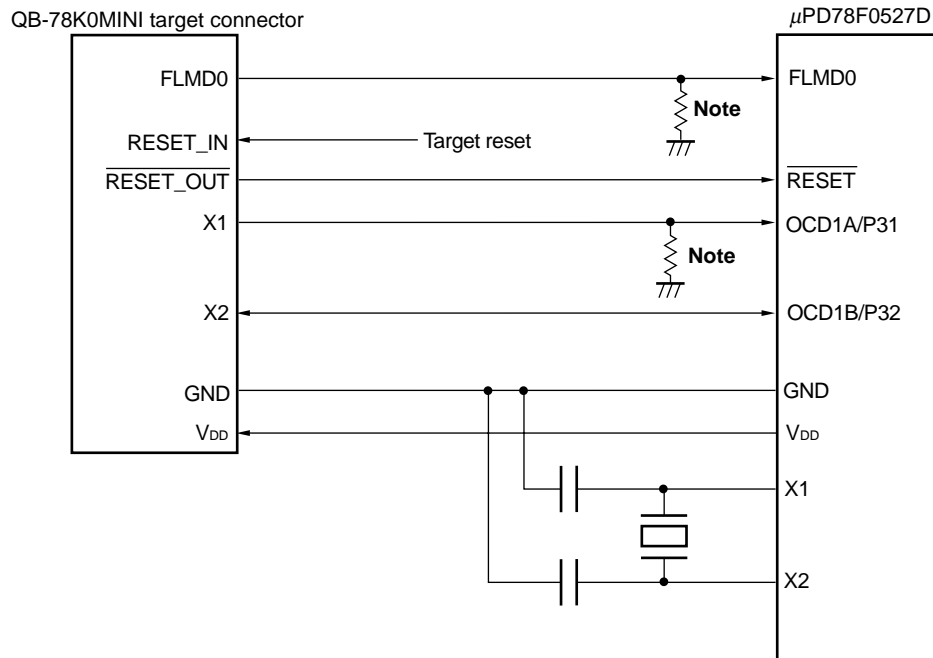 QB-78K0MINI target connector
μPD78F0527D
FLMD0
FLMD0
Note
RESET_IN
Target reset
RESET_OUT
RESET
X1
OCD1A/P31
Note
X2
OCD1B/P32
GND
GND
VDD
VDD
X1
X2